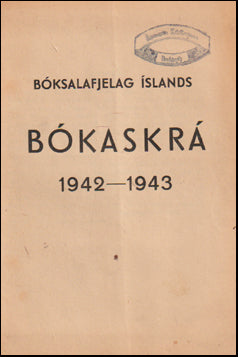 BÓKSALAFJELAG ÍSLANDS
BÓKASKRÁ
1942—1943